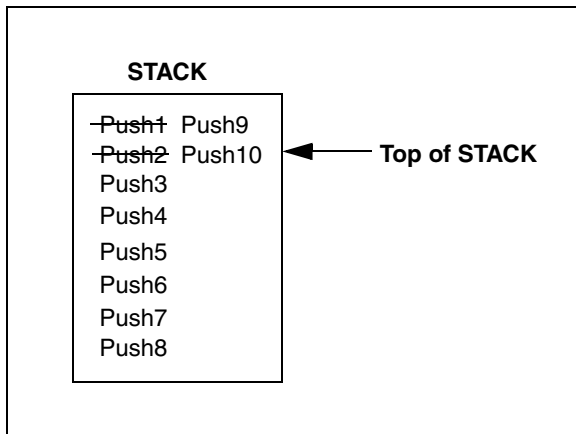 STACK
Push1 Push9
Push2 Push10
Top of STACK
Push3
Push4
Push5
Push6
Push7
Push8